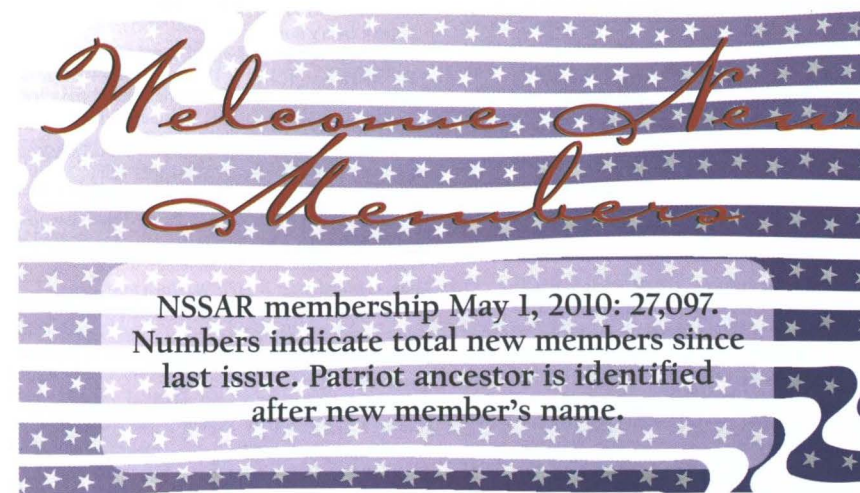 Welcome New
Members
NSSAR membership May 1, 2010: 27,097.
Numbers indicate total new members since
last issue. Patriot ancestor is identified
after new member's name.